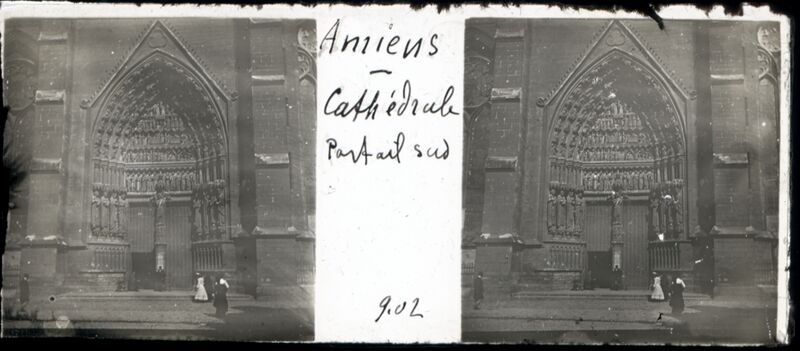 Amiens
–
Cathédrale
Portail sud
9.02